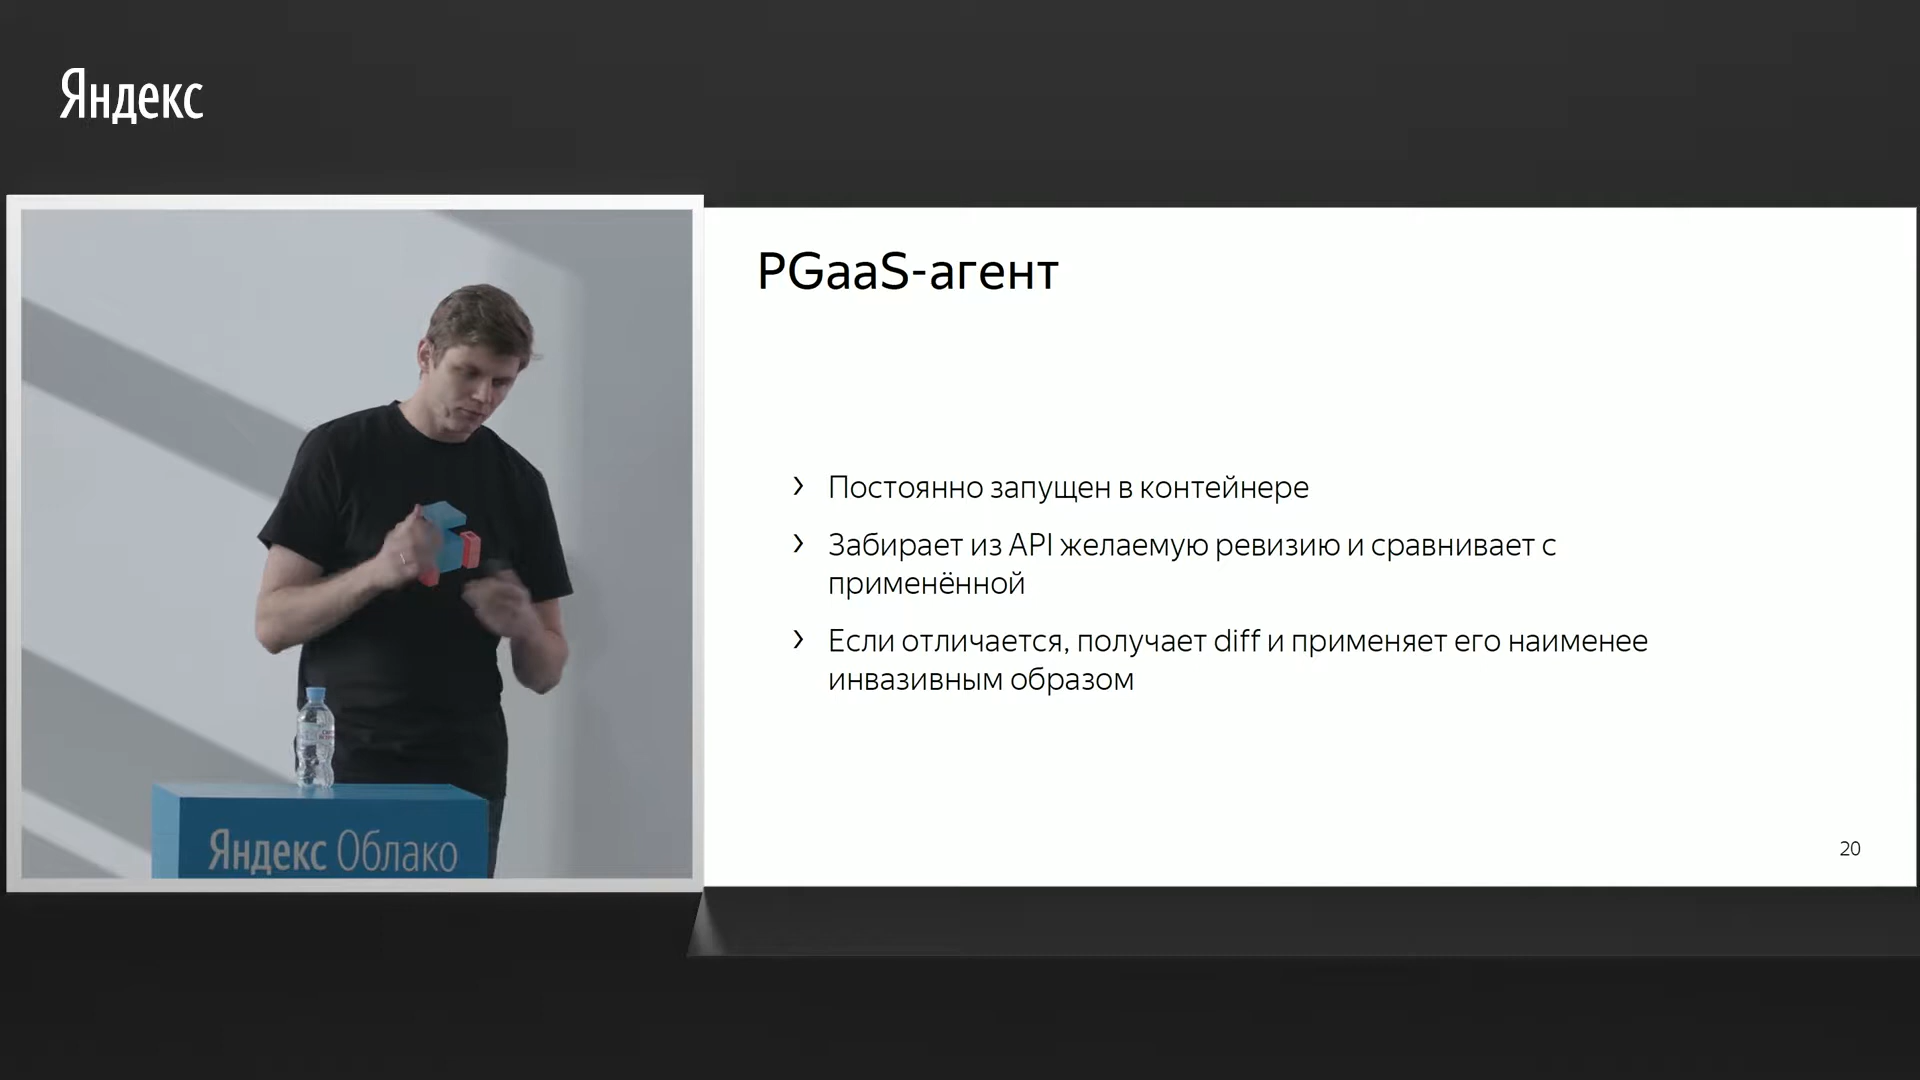 Яндекс
PGaaS-агент
› Постоянно запущен в контейнере
› Забирает из API желаемую ревизию и сравнивает с
применённой
› Если отличается, получает diff и применяет его наименее
инвазивным образом
20
Яндекс Облако